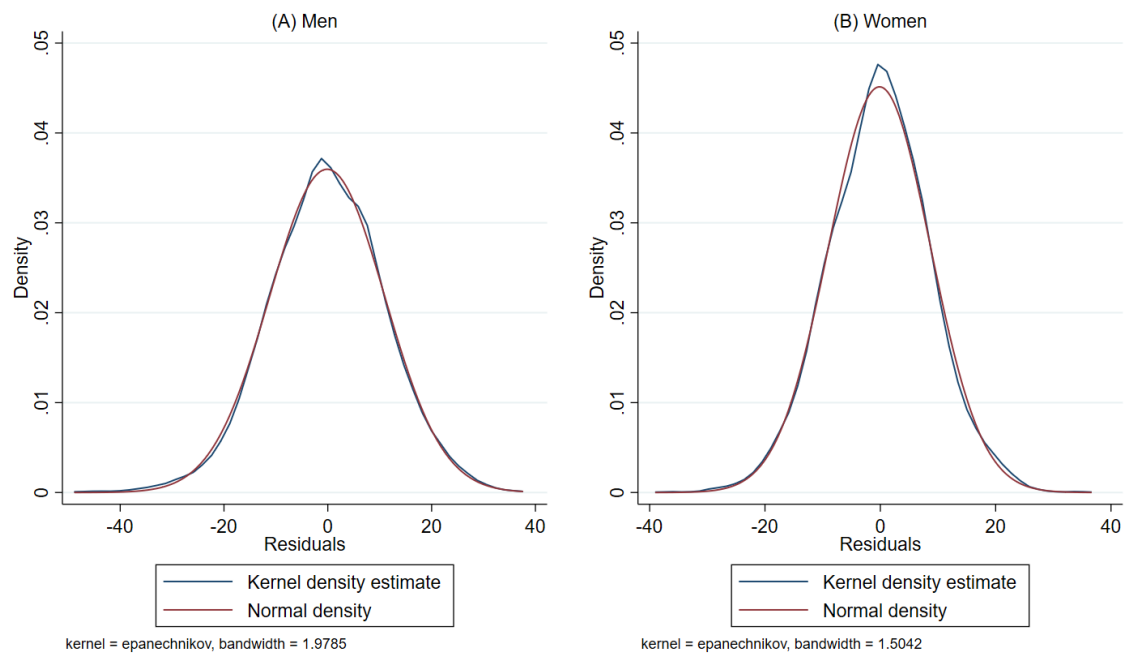 (A) Men
Density
.05
.04
.03
.02
.01
0
-40 -20 0 20 40
Residuals
Kernel density estimate
Normal density
kernel = epanechnikov, bandwidth = 1.9785
(B) Women
Density
.05
.04
.03
.02
.01
0
-40 -20 0 20 40
Residuals
Kernel density estimate
Normal density
kernel = epanechnikov, bandwidth = 1.5042